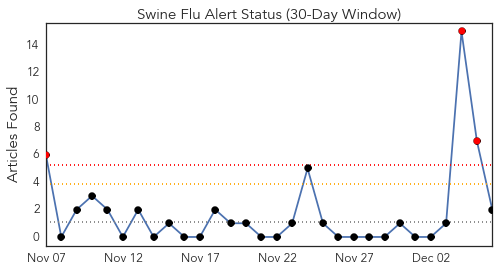 Swine Flu Alert Status (30-Day Window)
Articles Found
14
12
10
8
6
4
2
0
Nov 07
Nov 12
Nov 17
Nov 22
Nov 27
Dec 02